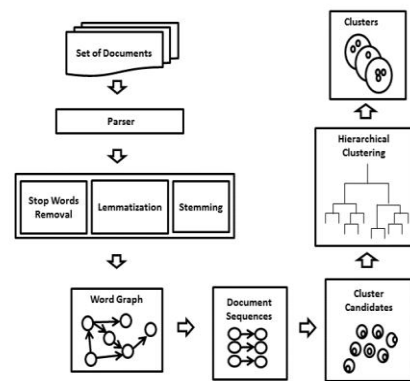 Set of Documents
Parser
Stop Words
Removal
Lemmatization
Stemming
Word Graph
Document
Sequences
Cluster
Candidates
Hierarchical
Clustering
Clusters